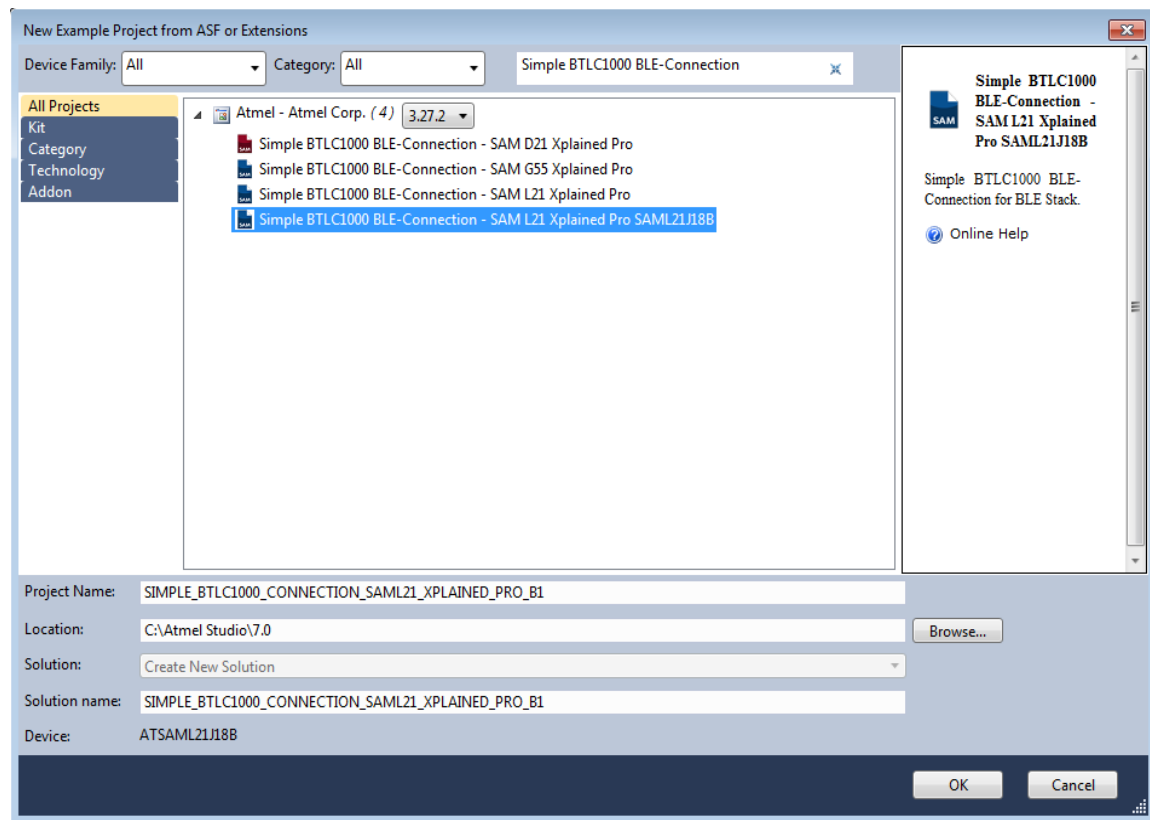 New Example Project from ASF or Extensions
Device Family: All Category: All Simple BTLC1000 BLE-Connection
All Projects
Kit
Category
Technology
Addon
Atmel - Atmel Corp. (4) 3.27.2
Simple BTLC1000 BLE-Connection - SAM D21 Xplained Pro
Simple BTLC1000 BLE-Connection - SAM G55 Xplained Pro
Simple BTLC1000 BLE-Connection - SAM L21 Xplained Pro
Simple BTLC1000 BLE-Connection - SAM L21 Xplained Pro SAML21J18B
SAM
Simple BTLC1000
BLE-Connection -
SAM L21 Xplained
Pro SAML21J18B
Simple BTLC1000 BLE-
Connection for BLE Stack.
Online Help
Project Name: SIMPLE_BTLC1000_CONNECTION_SAML21_XPLAINED_PRO_B1
Location: C:\Atmel Studio\7.0 Browse...
Solution: Create New Solution
Solution name: SIMPLE_BTLC1000_CONNECTION_SAML21_XPLAINED_PRO_B1
Device: ATSAML21J18B
OK Cancel